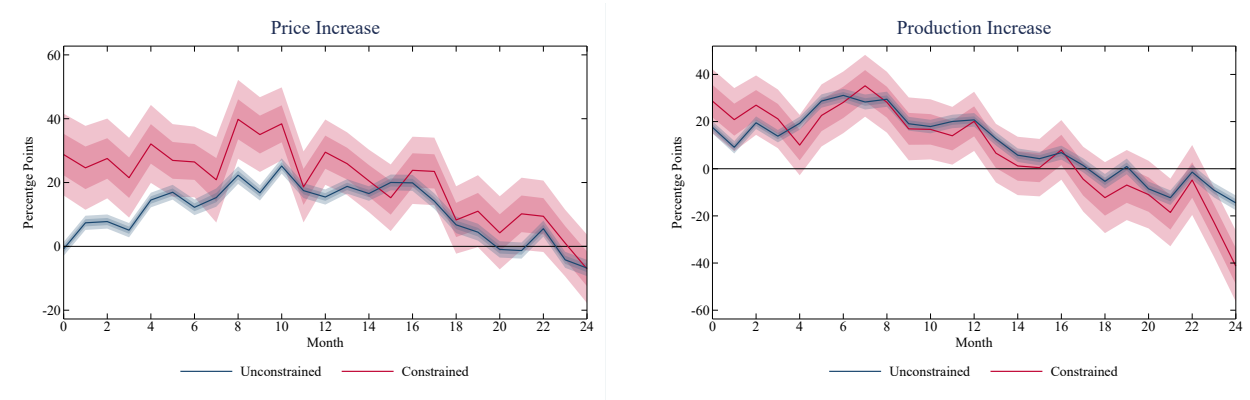 Price Increase
Percentge Points
60
40
20
0
-20
0 2 4 6 8 10 12 14 16 18 20 22 24
Month
Unconstrained Constrained
Production Increase
Percentge Points
40
20
0
-20
-40
-60
0 2 4 6 8 10 12 14 16 18 20 22 24
Month
Unconstrained Constrained